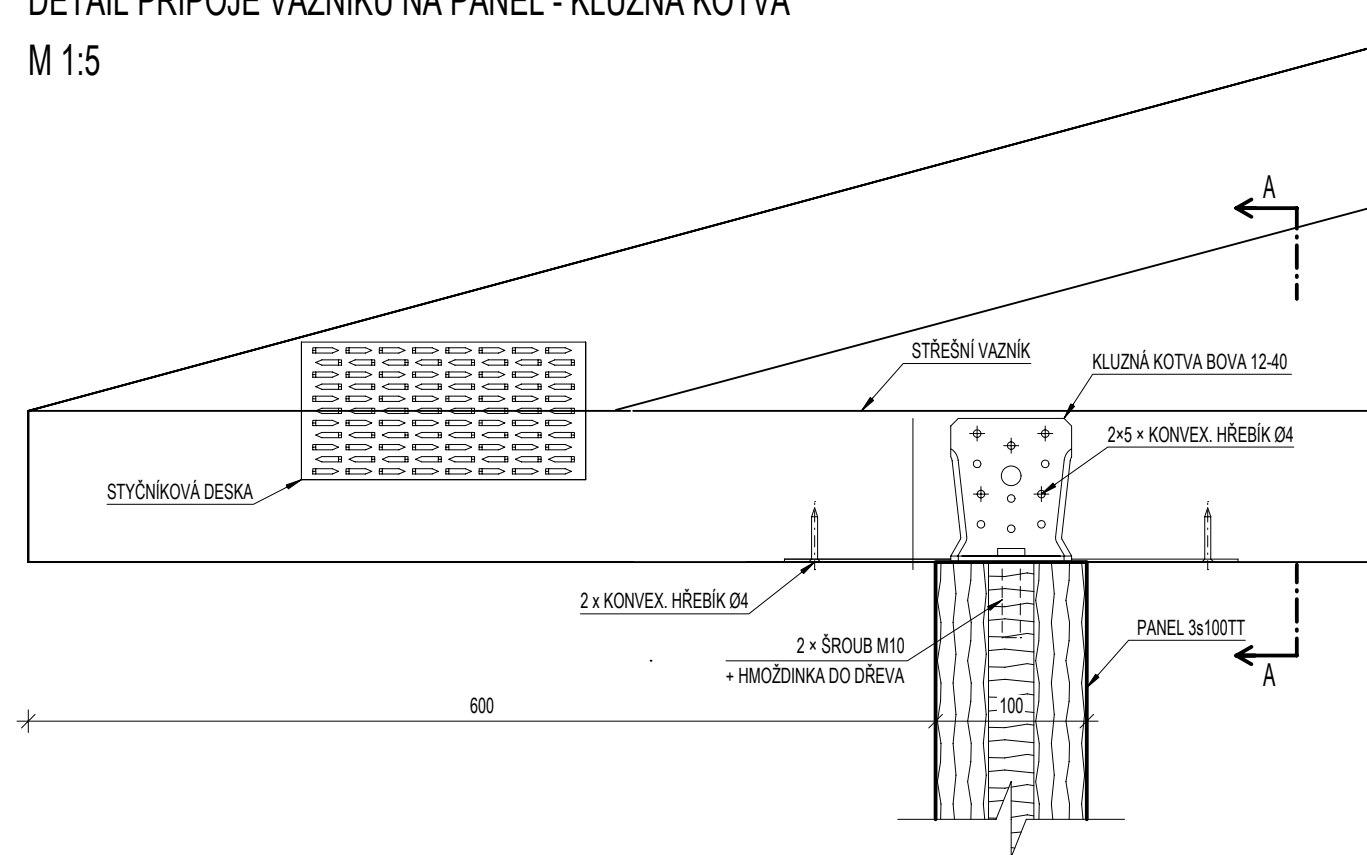 DETAIL PŘÍPOJE VAZNÍKU NA PANEL - KLUZNÁ KOTVA
M 1:5
A
STŘEŠNÍ VAZNÍK
KLUZNÁ KOTVA BOVA 12-40
2×5 × KONVEX. HŘEBÍK Ø4
STYČNÍKOVÁ DESKA
2 x KONVEX. HŘEBÍK Ø4
PANEL 3s100TT
2 × ŠROUB M10
+ HMOŽDINKA DO DŘEVA
A
600
100